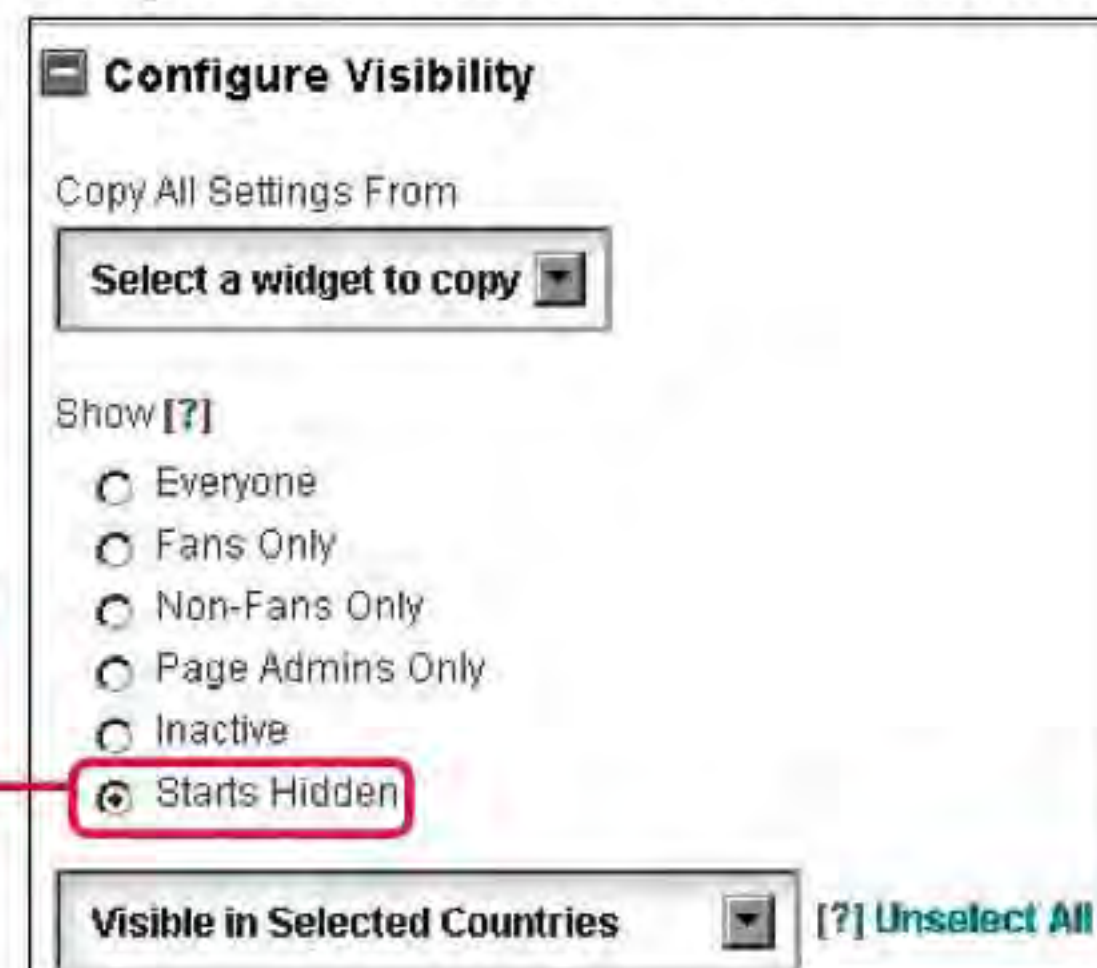 Configure Visibility
Copy All Settings From
Select a widget to copy
Show [?]
Everyone
Fans Only
Non-Fans Only
Page Admins Only
Inactive
Starts Hidden
Visible in Selected Countries [?] Unselect All